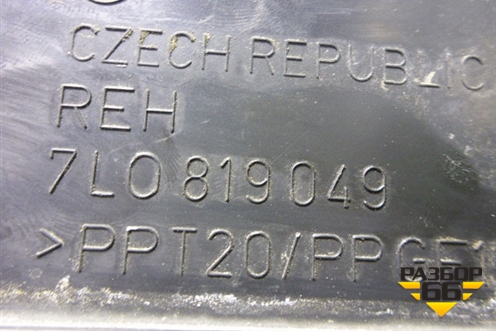 CZECH REPUBLIC
REH
7L0 819 049
>PPT20/PPGF
РАЗБОР
66